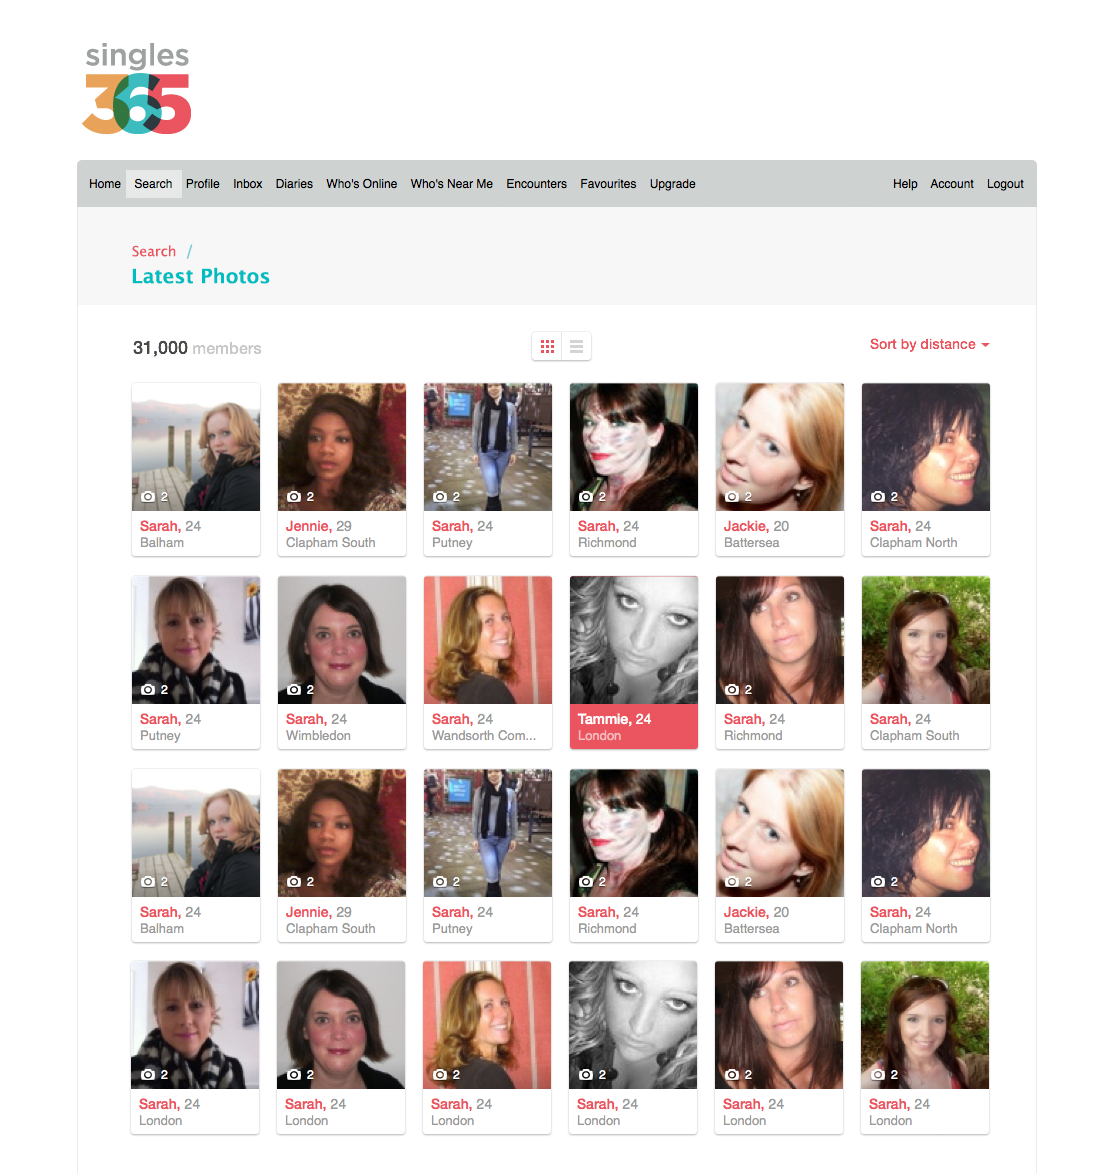 singles
365
Home Search Profile Inbox Diaries Who's Online Who's Near Me Encounters Favourites Upgrade Help Account Logout
Search /
Latest Photos
31,000 members Sort by distance
2 2 2 2 2 2
Sarah, 24 Jennie, 29 Sarah, 24 Sarah, 24 Jackie, 20 Sarah, 24
Balham Clapham South Putney Richmond Battersea Clapham North
2 2 2
Sarah, 24 Sarah, 24 Sarah, 24 Tammie, 24 Sarah, 24 Sarah, 24
Putney Wimbledon Wandsorth Com... London Richmond Clapham South
2 2 2 2 2 2
Sarah, 24 Jennie, 29 Sarah, 24 Sarah, 24 Jackie, 20 Sarah, 24
Balham Clapham South Putney Richmond Battersea Clapham North
2 2 2 2 2 2
Sarah, 24 Sarah, 24 Sarah, 24 Sarah, 24 Sarah, 24 Sarah, 24
London London London London London London